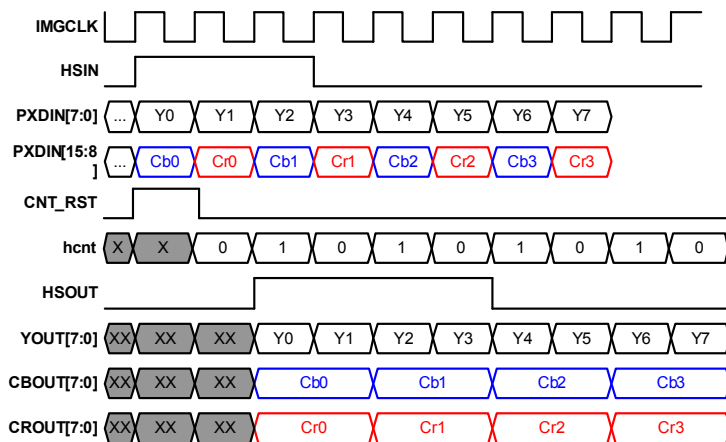 IMGCLK
HSIN
PXDIN[7:0] ... Y0 Y1 Y2 Y3 Y4 Y5 Y6 Y7
PXDIN[15:8
] ... Cb0 Cr0 Cb1 Cr1 Cb2 Cr2 Cb3 Cr3
CNT_RST
hcnt X X 0 1 0 1 0 1 0 1 0
HSOUT
YOUT[7:0] XX XX XX Y0 Y1 Y2 Y3 Y4 Y5 Y6 Y7
CBOUT[7:0] XX XX XX Cb0 Cb1 Cb2 Cb3
CROUT[7:0] XX XX XX Cr0 Cr1 Cr2 Cr3